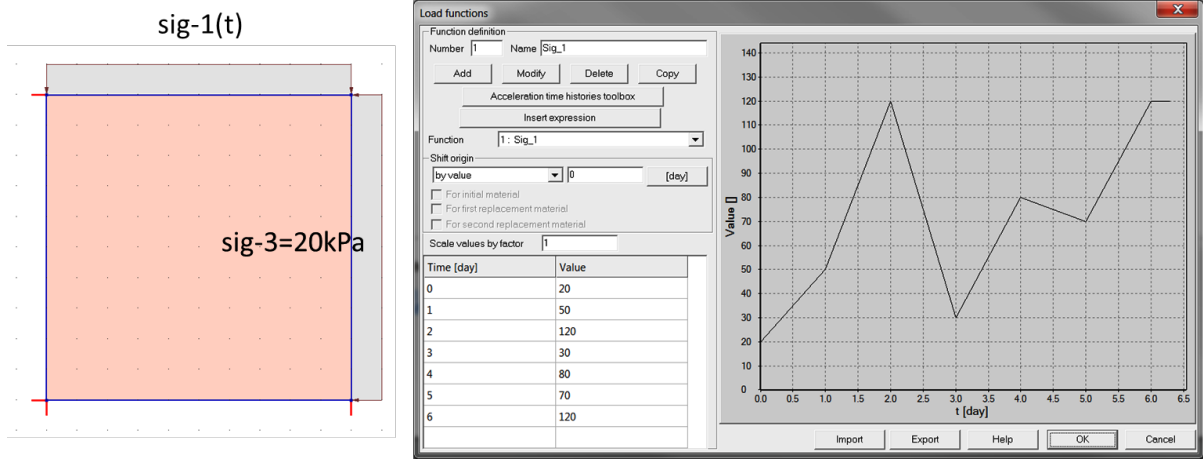 sig-1(t)
sig-3=20kPa
Load functions
Function definition
Number 1 Name Sig_1
Add Modify Delete Copy
Acceleration time histories toolbox
Insert expression
Function 1 : Sig_1
Shift origin
by value 0 [day]
For initial material
For first replacement material
For second replacement material
Scale values by factor 1
Time [day] Value
0 20
1 50
2 120
3 30
4 80
5 70
6 120
140
130
120
110
100
90
80
70
60
50
40
30
20
10
0
Value []
0.0 0.5 1.0 1.5 2.0 2.5 3.0 3.5 4.0 4.5 5.0 5.5 6.0 6.5
t [day]
Import Export Help OK Cancel